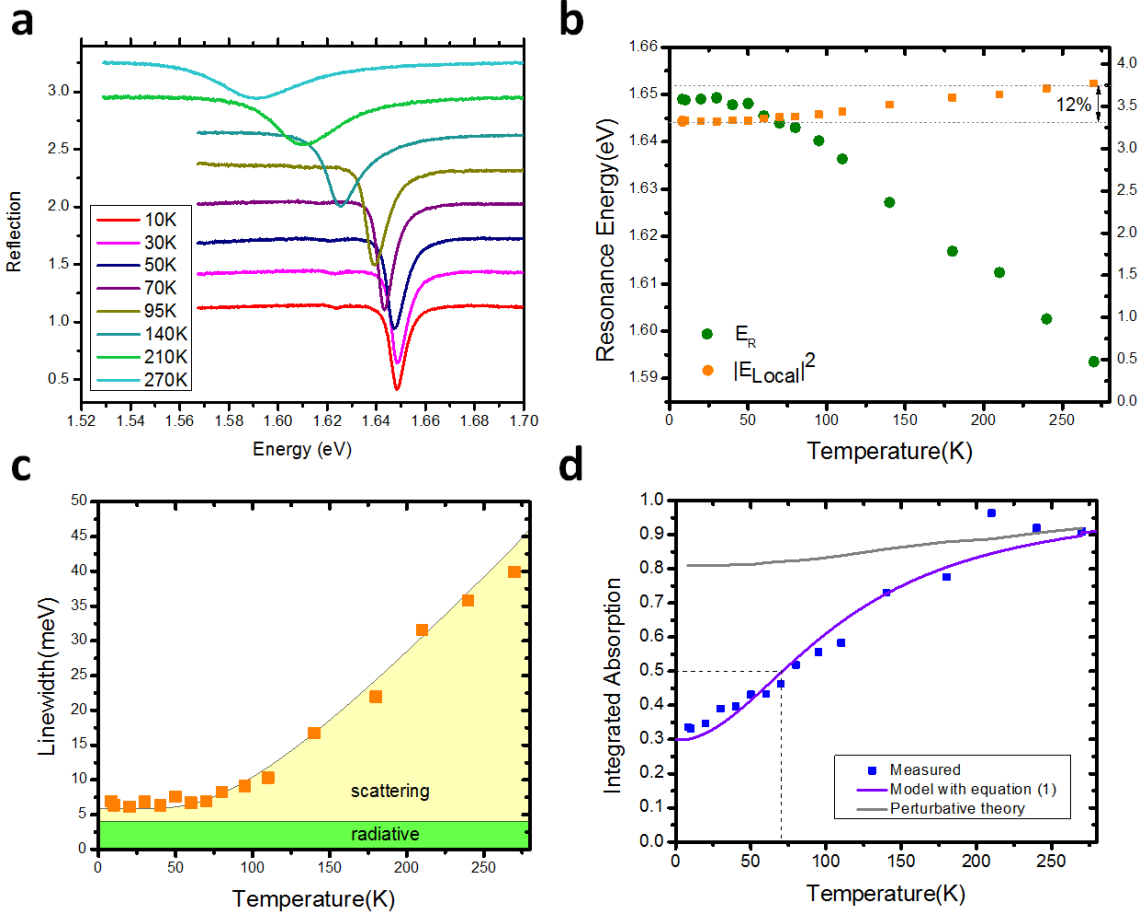 a
Reflection
3.0
2.5
2.0
1.5
1.0
0.5
10K
30K
50K
70K
95K
140K
210K
270K
1.52 1.54 1.56 1.58 1.60 1.62 1.64 1.66 1.68 1.70
Energy (eV)
b
Resonance Energy(eV)
1.66
1.65
1.64
1.63
1.62
1.60
1.59
4.0
3.5
3.0
2.5
2.0
1.5
1.0
0.5
0.0
12%
E_R
|E_Local|^2
0 50 100 150 200 250
Temperature(K)
c
Linewidth(meV)
50
45
40
35
30
25
20
15
10
5
0
scattering
radiative
0 50 100 150 200 250
Temperature(K)
d
Integrated Absorption
1.0
0.9
0.8
0.7
0.6
0.5
0.4
0.3
0.2
0.1
0.0
Measured
Model with equation (1)
Perturbative theory
0 50 100 150 200 250
Temperature(K)